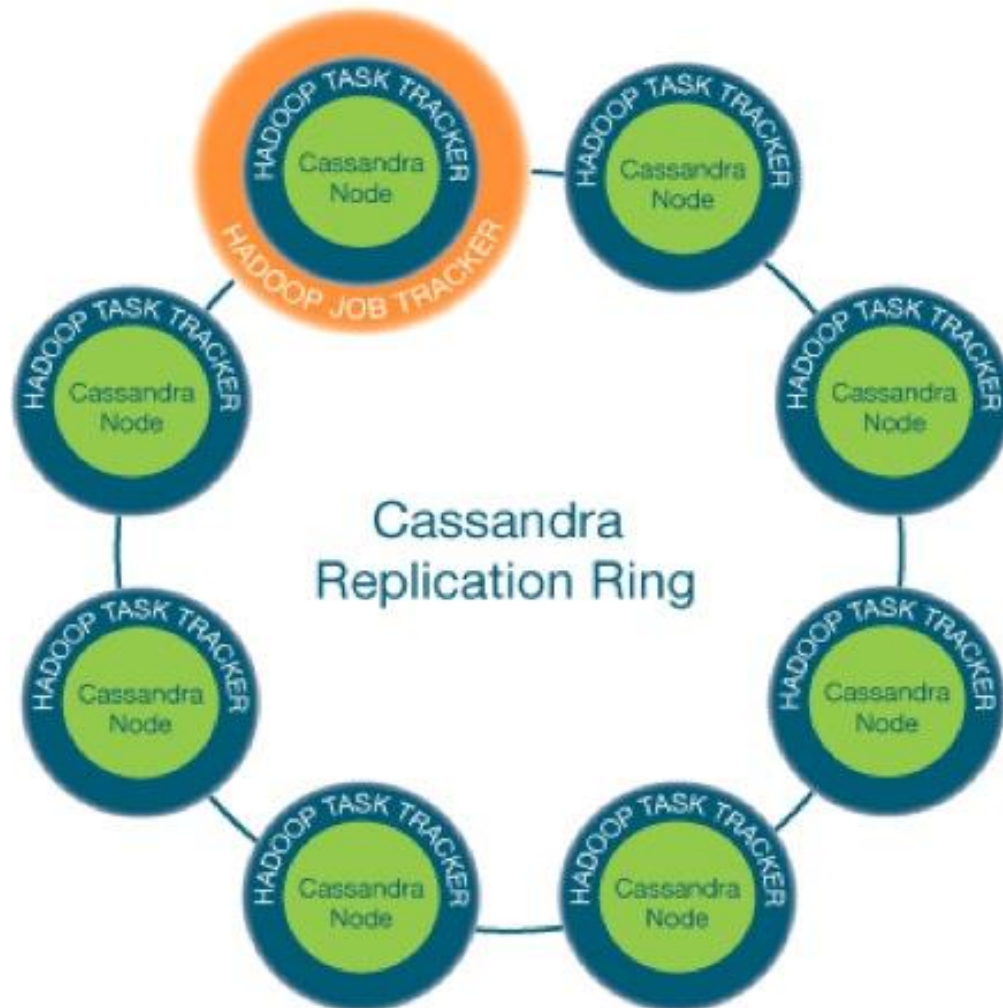 HADOOP TASK TRACKER
Cassandra
Node
HADOOP JOB TRACKER
HADOOP TASK TRACKER
Cassandra
Node
HADOOP TASK TRACKER
Cassandra
Node
HADOOP TASK TRACKER
Cassandra
Node
Cassandra
Replication Ring
HADOOP TASK TRACKER
Cassandra
Node
HADOOP TASK TRACKER
Cassandra
Node
HADOOP TASK TRACKER
Cassandra
Node
HADOOP TASK TRACKER
Cassandra
Node